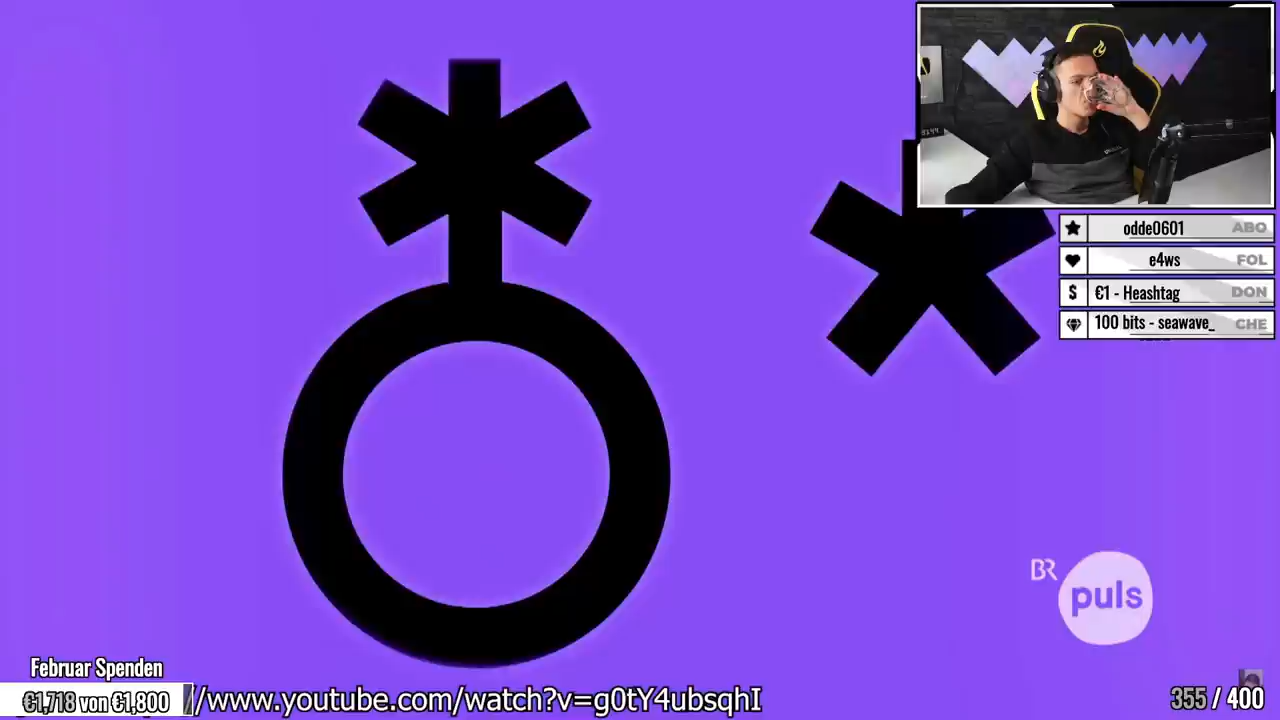 odde0601 ABO
e4ws FOL
$ €1 - Heashtag DON
100 bits - seawave_ CHE
BR puls
Februar Spenden
€1,718 von €1,800
//www.youtube.com/watch?v=g0tY4ubsqhI
355 / 400